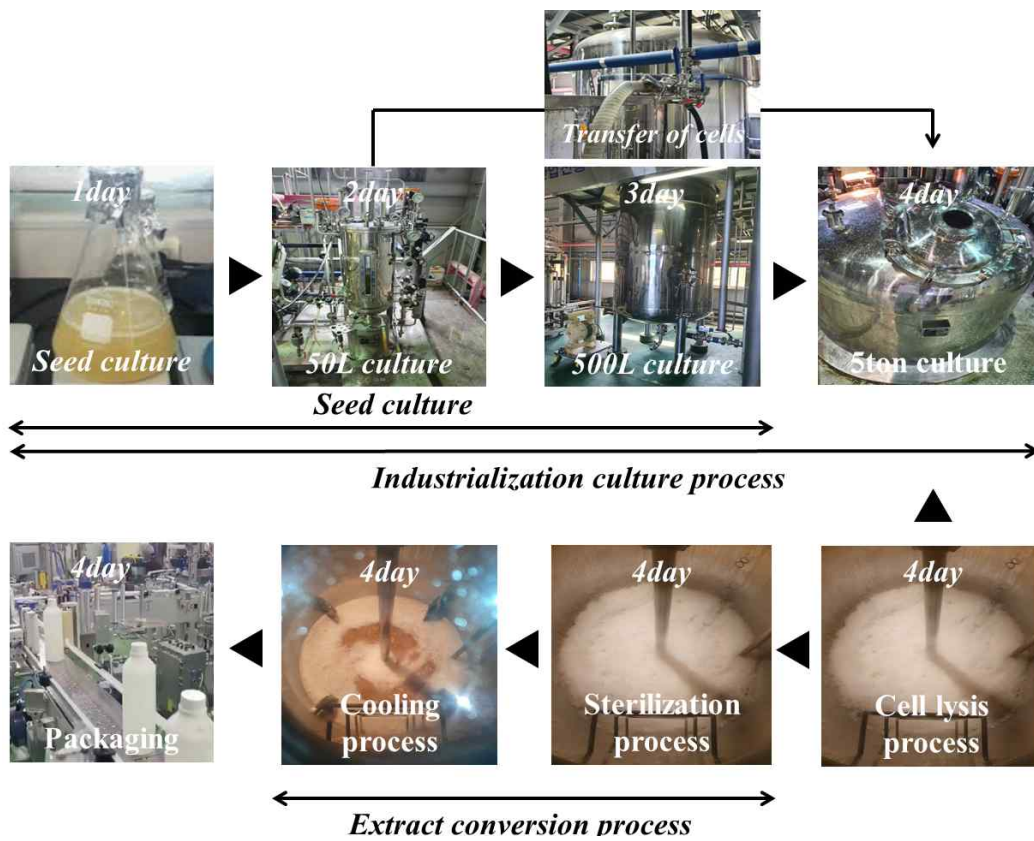 Transfer of cells
1day
2day
3day
4day
Seed culture
50L culture
500L culture
5ton culture
Seed culture
Industrialization culture process
4day
4day
4day
4day
Packaging
Cooling
process
Sterilization
process
Cell lysis
process
Extract conversion process